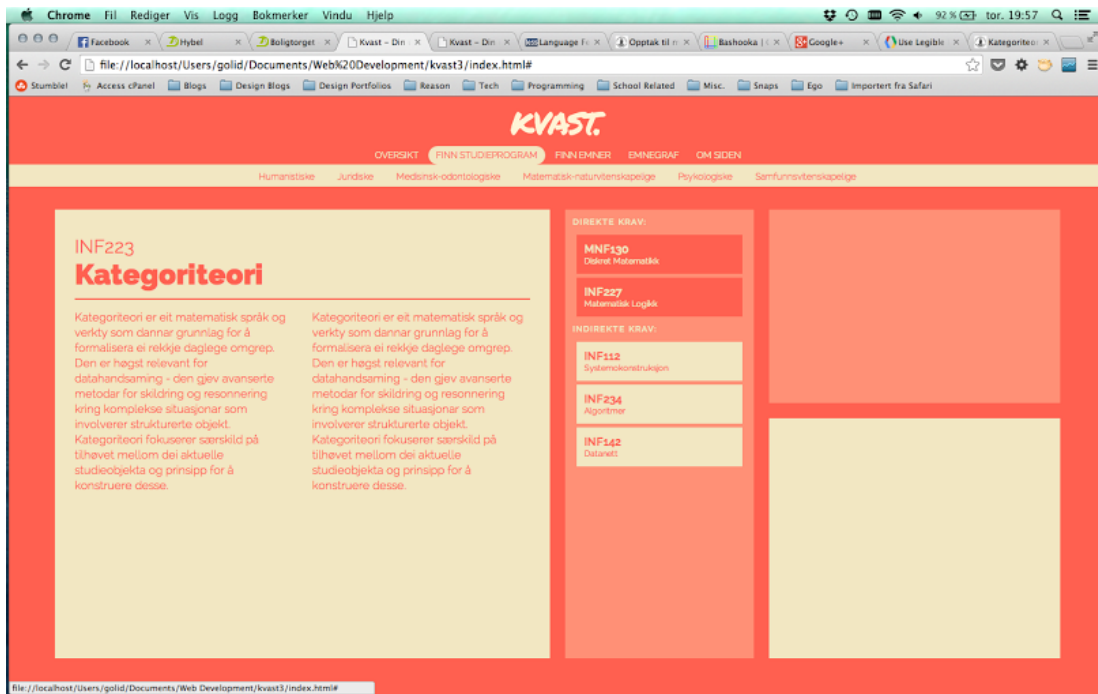 Chrome Fil Rediger Vis Logg Bokmerker Vindu Hjelp 92 % tor. 19:57
Facebook Hybel Boligtorget Kvast – Din Kvast – Din Language Opptak til Bashooka | Google+ Use Legible Kategoriteo
file://localhost/Users/golid/Documents/Web%20Development/kvast3/index.html#
Stumble! Access cPanel Blogs Design Blogs Design Portfolios Reason Tech Programming School Related Misc. Snaps Ego Importert fra Safari
KVAST.
OVERSIKT FINN STUDIEPROGRAM FINN EMNER EMNEGRAF OM SIDEN
Humanistiske Juridiske Medisinsk-odontologiske Matematisk-naturvitenskapelige Psykologiske Samfunnsvitenskapelige
INF223
Kategoriteori
Kategoriteori er eit matematisk språk og
verkty som dannar grunnlag for å
formalisera ei rekkje daglege omgrep.
Den er høgst relevant for
datahandsaming - den gjev avanserte
metodar for skildring og resonnering
kring komplekse situasjonar som
involverer strukturerte objekt.
Kategoriteori fokuserer særskild på
tilhøvet mellom dei aktuelle
studieobjekta og prinsipp for å
konstruere desse.
Kategoriteori er eit matematisk språk og
verkty som dannar grunnlag for å
formalisera ei rekkje daglege omgrep.
Den er høgst relevant for
datahandsaming - den gjev avanserte
metodar for skildring og resonnering
kring komplekse situasjonar som
involverer strukturerte objekt.
Kategoriteori fokuserer særskild på
tilhøvet mellom dei aktuelle
studieobjekta og prinsipp for å
konstruere desse.
DIREKTE KRAV:
MNF130
Diskret Matematikk
INF227
Matematisk Logikk
INDIREKTE KRAV:
INF112
Systemokonstruksjon
INF234
Algoritmer
INF142
Datanett
file://localhost/Users/golid/Documents/Web Development/kvast3/index.html#